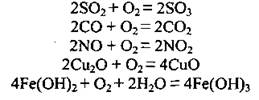 2SO₂ + O₂ = 2SO₃
2CO + O₂ = 2CO₂
2NO + O₂ = 2NO₂
2Cu₂O + O₂ = 4CuO
4Fe(OH)₂ + O₂ + 2H₂O = 4Fe(OH)₃